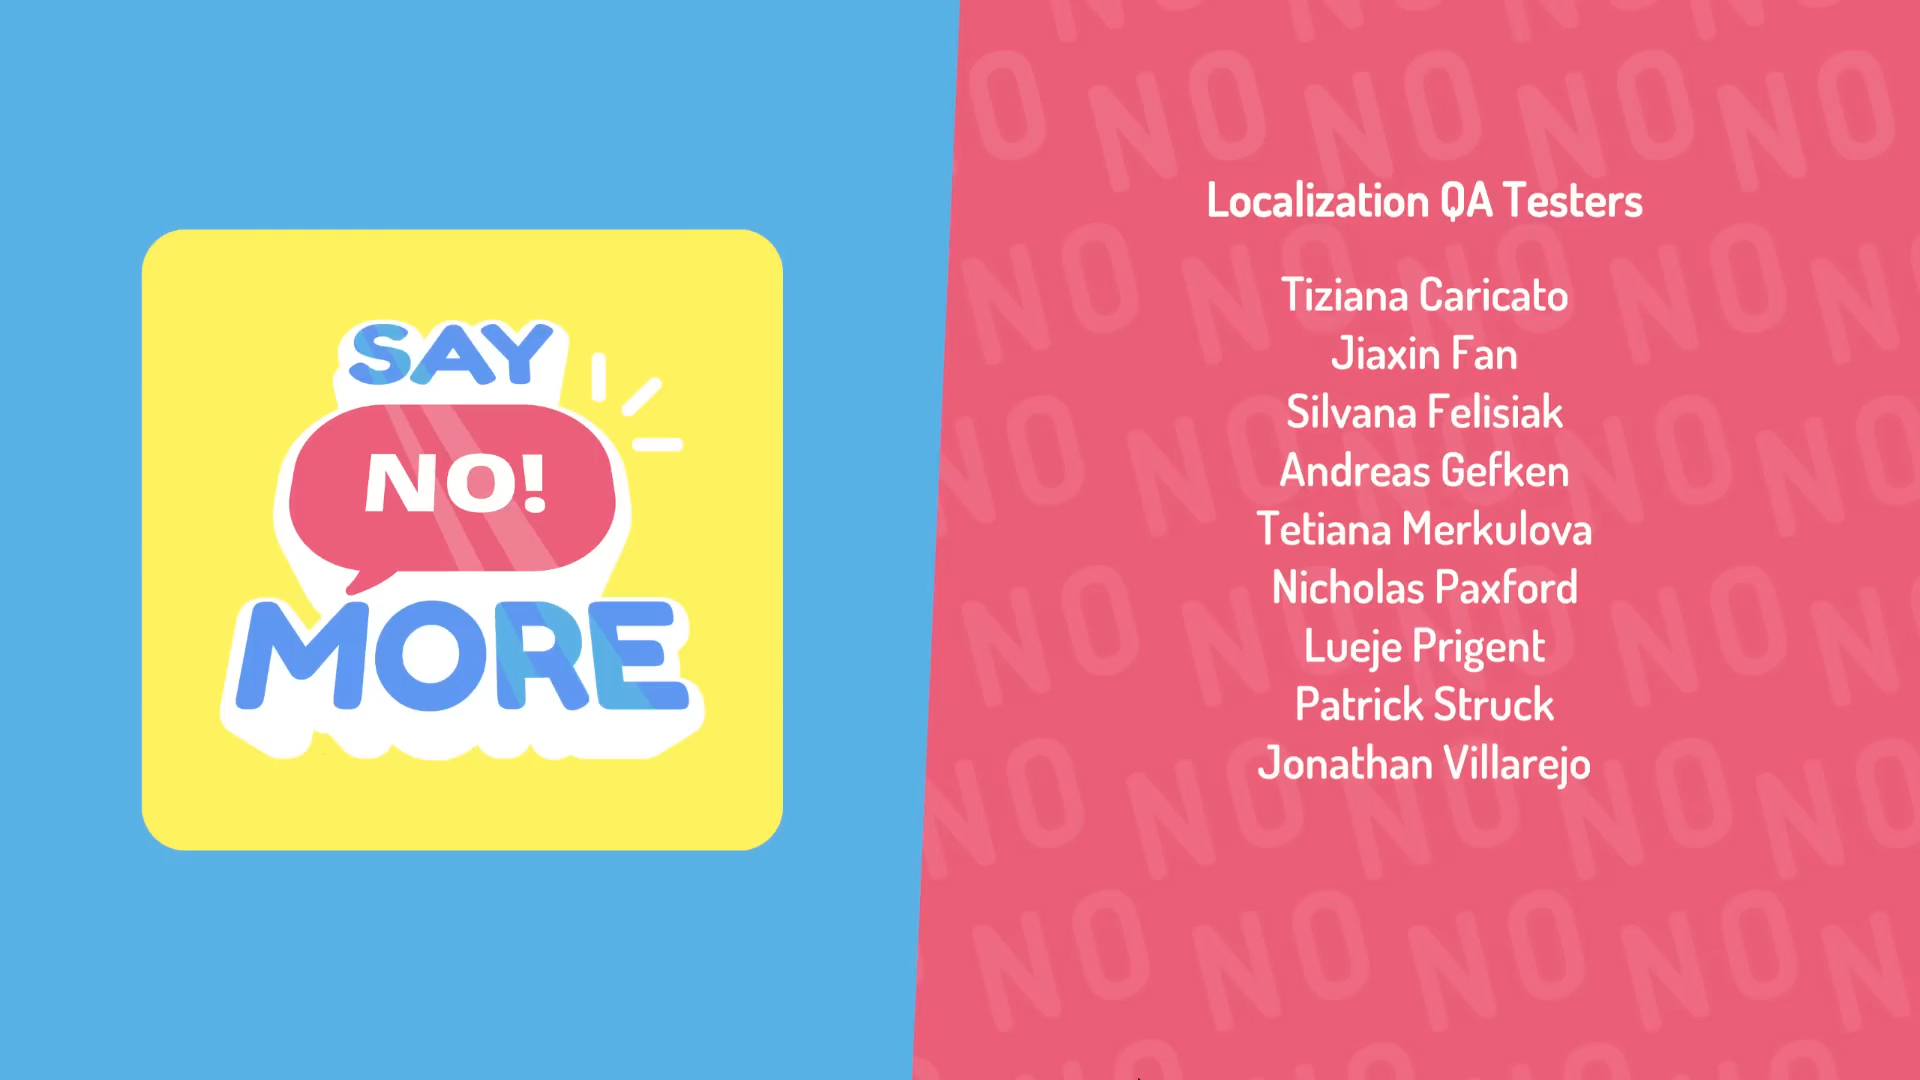 SAY
NO!
MORE
Localization QA Testers
Tiziana Caricato
Jiaxin Fan
Silvana Felisiak
Andreas Gefken
Tetiana Merkulova
Nicholas Paxford
Lueje Prigent
Patrick Struck
Jonathan Villarejo